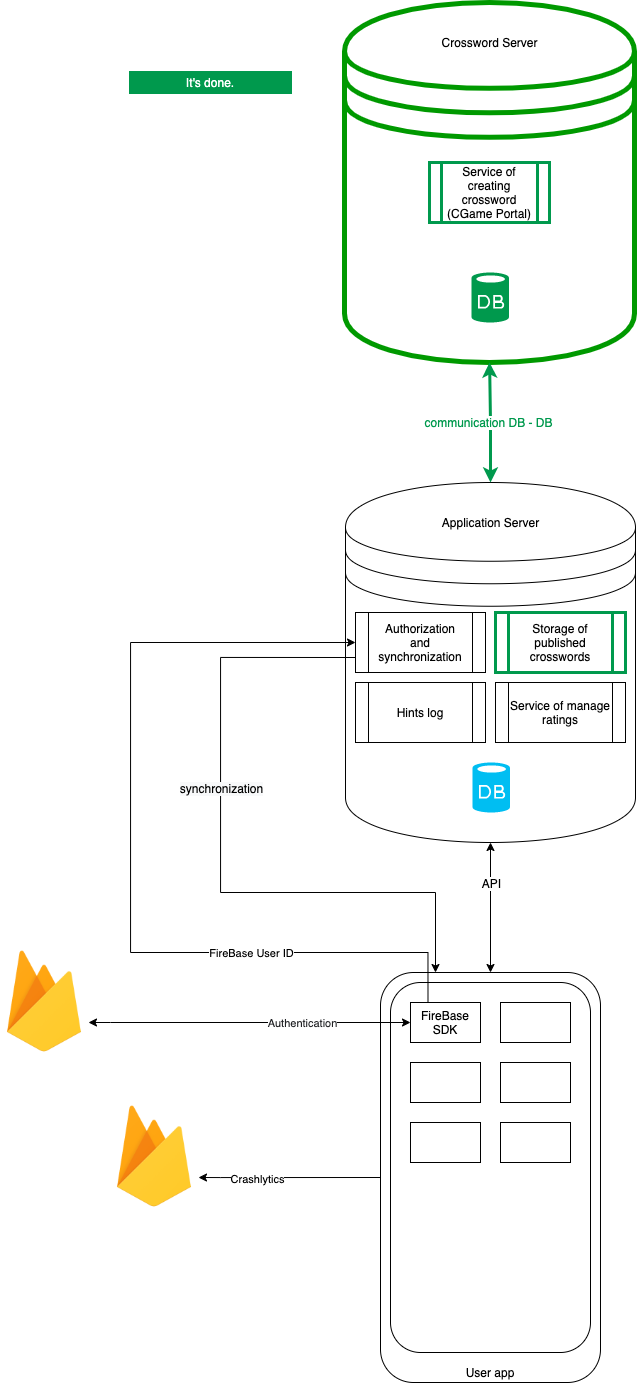 Crossword Server
It's done.
Service of
creating
crossword
(CGame Portal)
DB
communication DB - DB
Application Server
Authorization
and
synchronization
Storage of
published
crosswords
Hints log
Service of manage
ratings
synchronization
DB
API
FireBase User ID
FireBase
SDK
Authentication
Crashlytics
User app